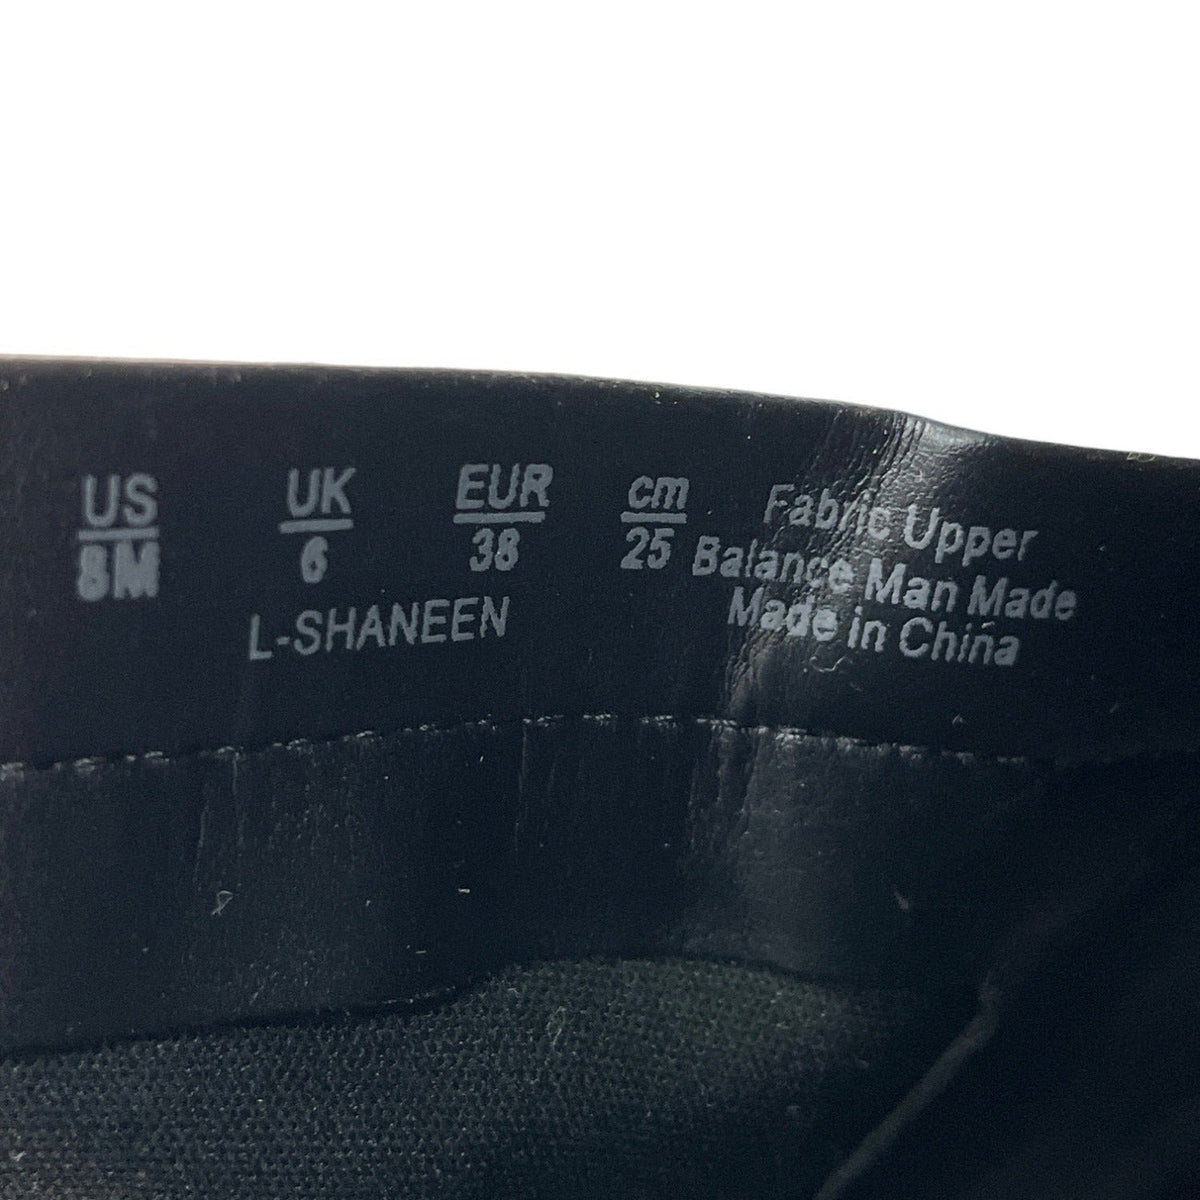 US UK EUR cm
8M 6 38 25
L-SHANEEN
Fabric Upper
Balance Man Made
Made in China